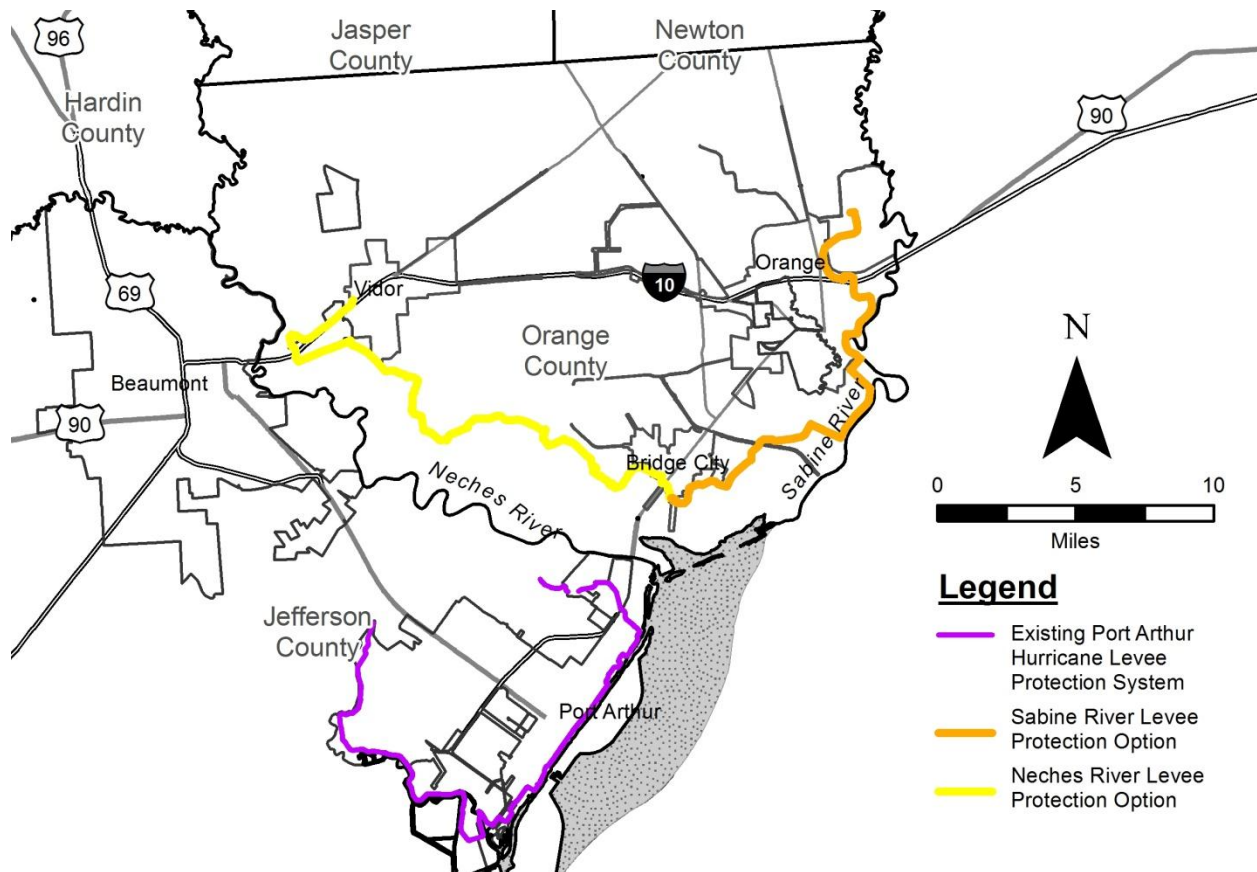 Jasper
County
Newton
County
96
Hardin
County
90
69
Vidor
Orange
10
Orange
County
Beaumont
90
Bridge City
Sabine River
Neches River
Jefferson
County
Port Arthur
N
0 5 10
Miles
Legend
Existing Port Arthur
Hurricane Levee
Protection System
Sabine River Levee
Protection Option
Neches River Levee
Protection Option